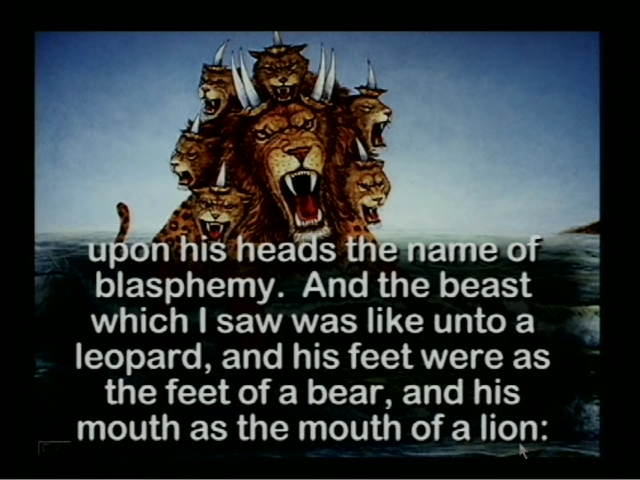 upon his heads the name of
blasphemy.  And the beast
which I saw was like unto a
leopard, and his feet were as
the feet of a bear, and his
mouth as the mouth of a lion: